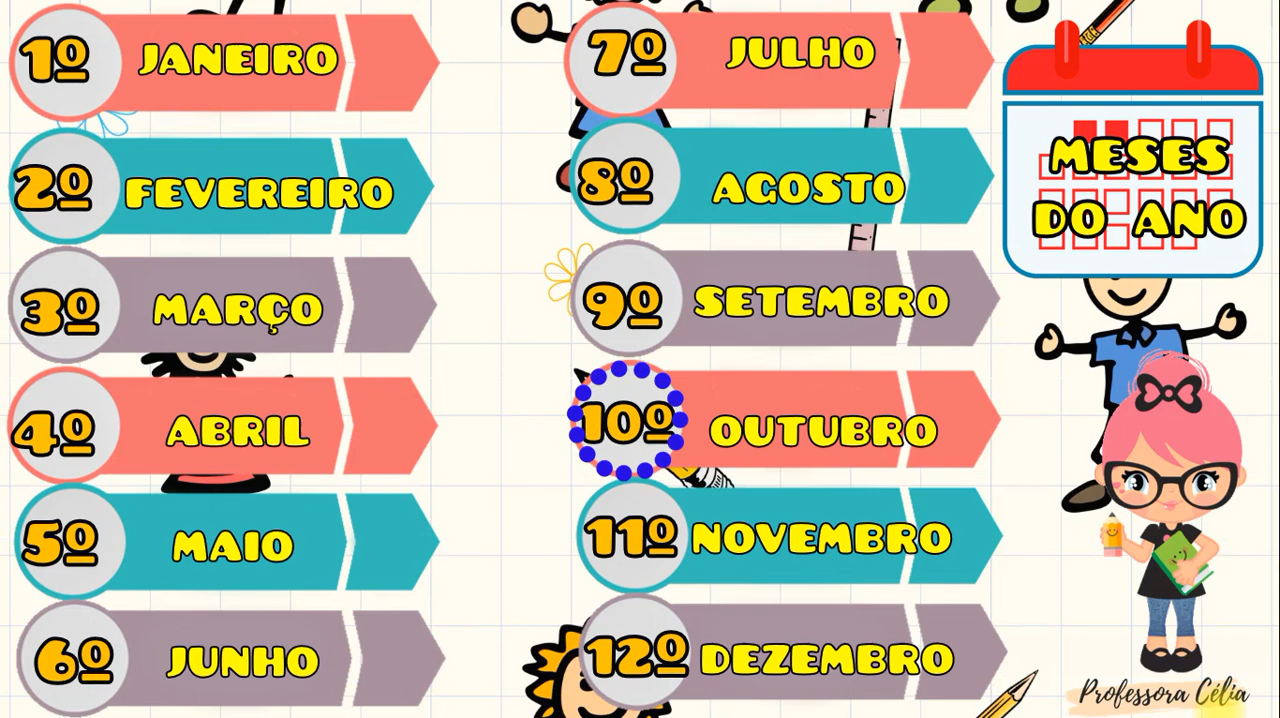 1º JANEIRO
2º FEVEREIRO
3º MARÇO
4º ABRIL
5º MAIO
6º JUNHO
7º JULHO
8º AGOSTO
9º SETEMBRO
10º OUTUBRO
11º NOVEMBRO
12º DEZEMBRO
MESES
DO ANO
Professora Célia